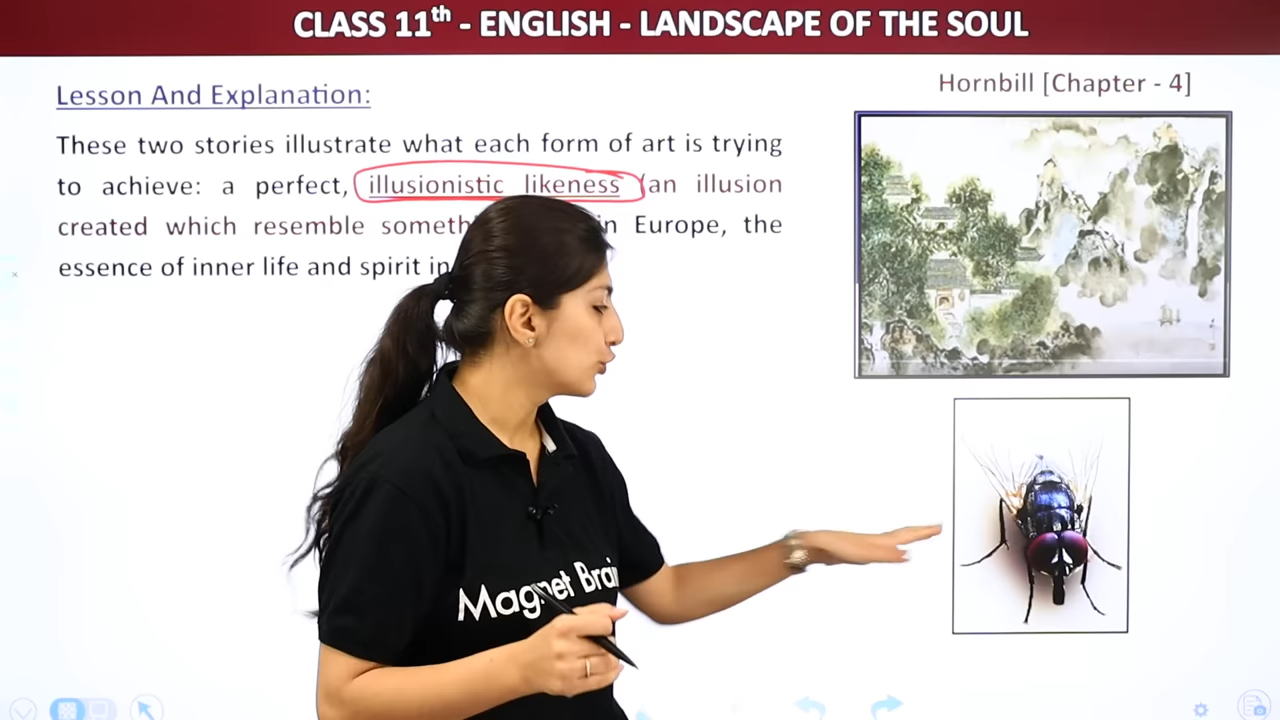 CLASS 11th - ENGLISH - LANDSCAPE OF THE SOUL
Lesson And Explanation:
Hornbill [Chapter - 4]
These two stories illustrate what each form of art is trying
to achieve: a perfect, illusionistic likeness (an illusion
created which resemble in Europe, the
essence of inner life and spirit in
Magnet Brain